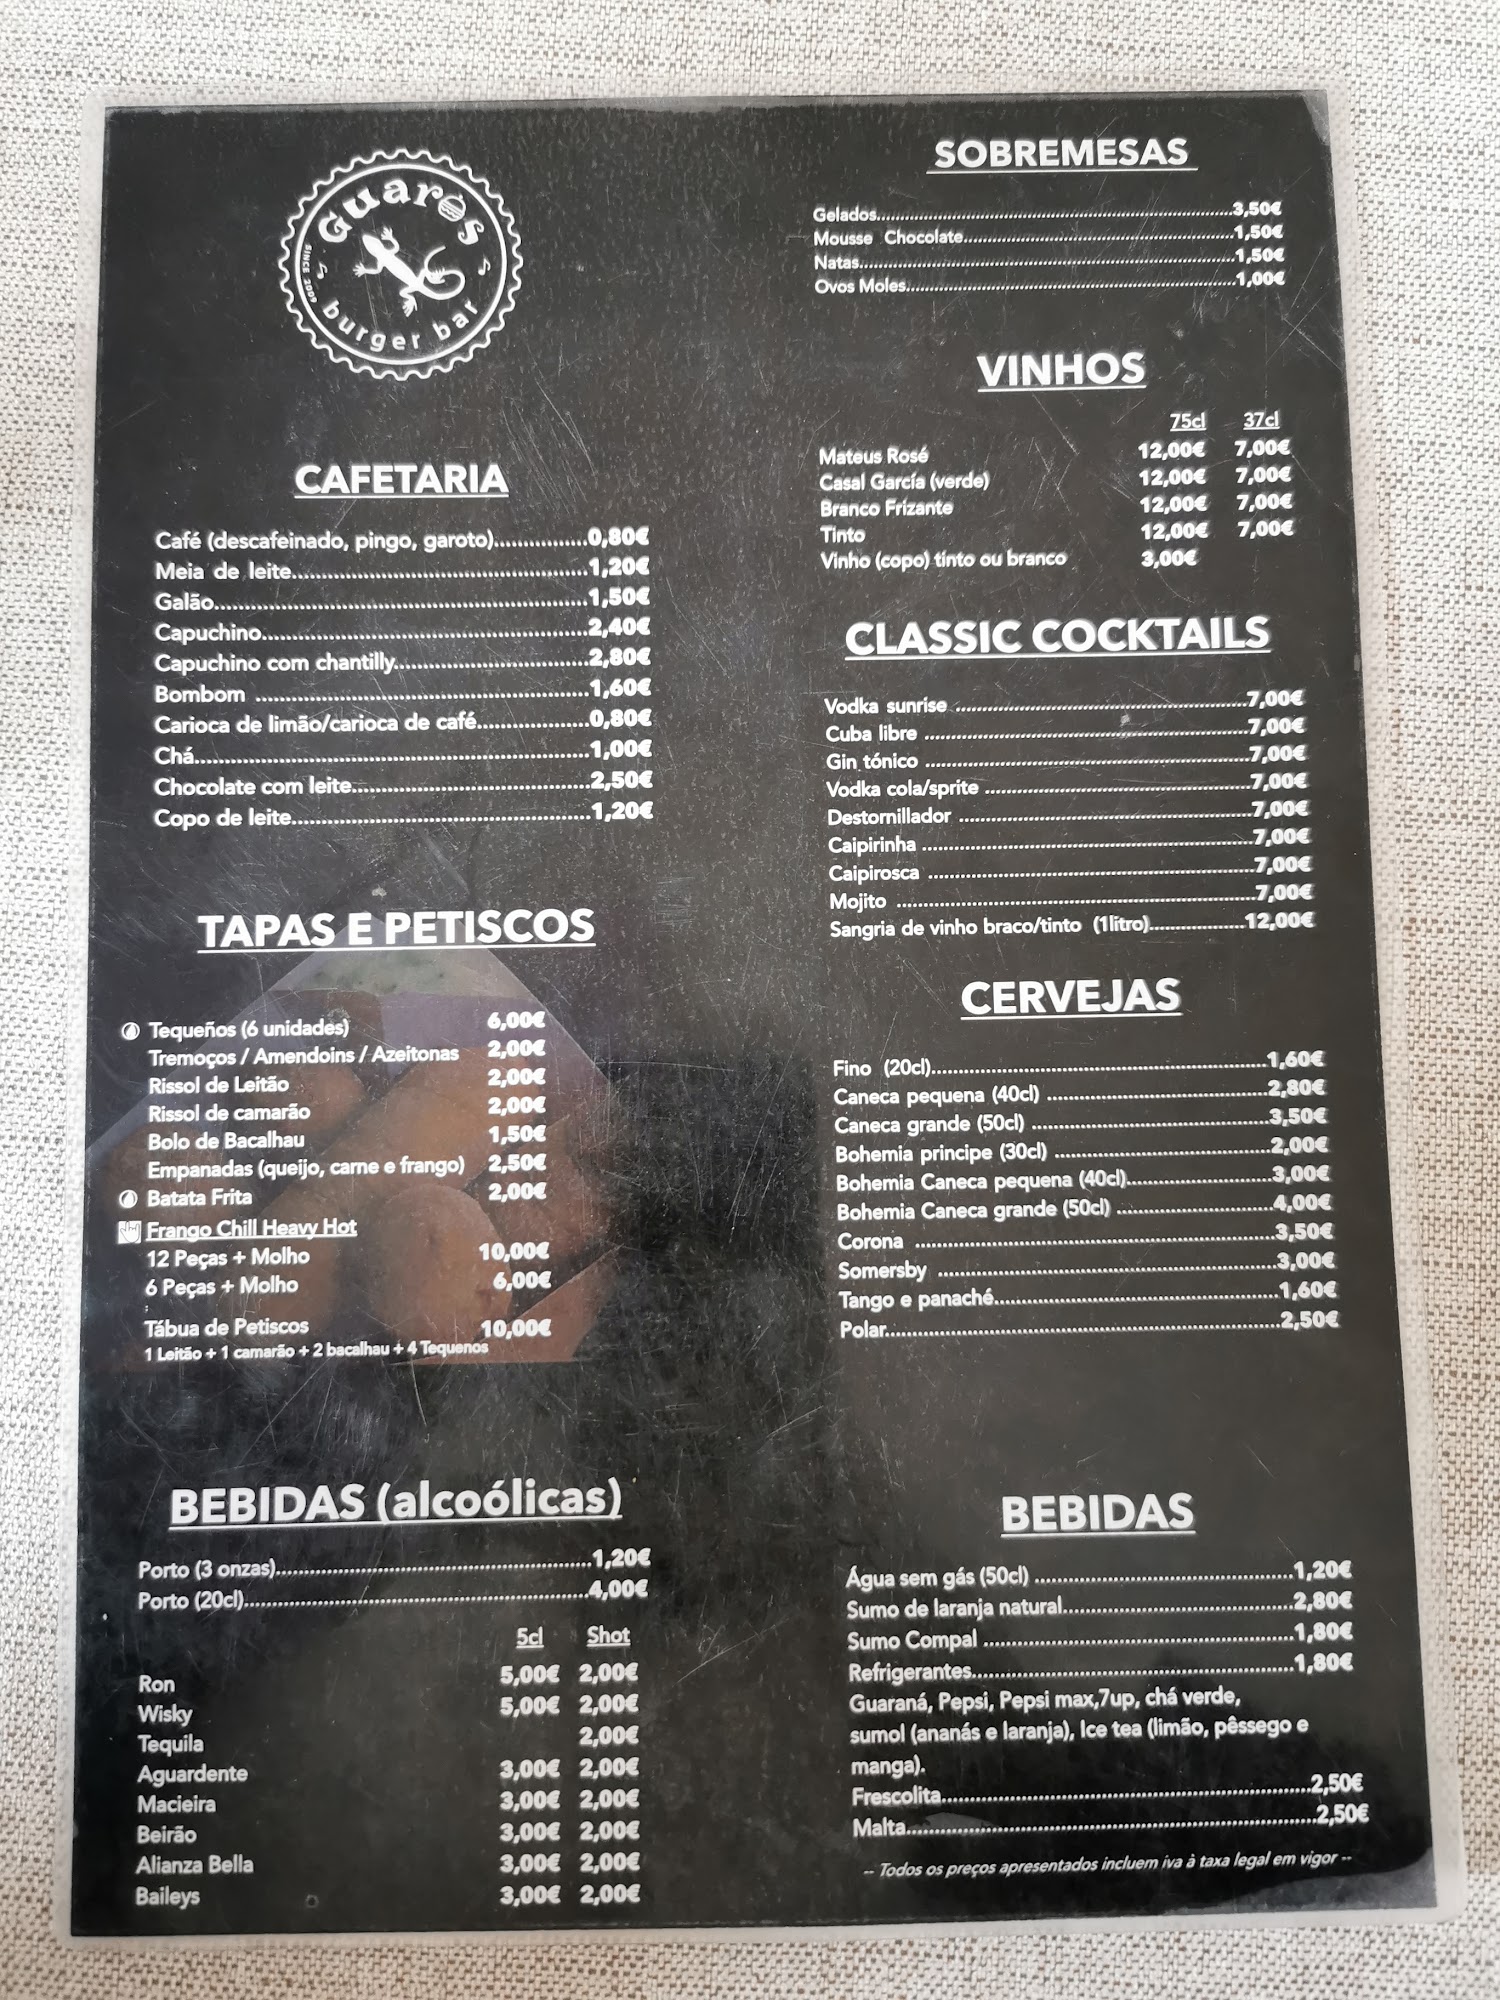 Guaros
SINCE 2009
burger bar
CAFETARIA
Café (descafeinado, pingo, garoto)................0,80€
Meia de leite................1,20€
Galão................1,50€
Capuchino................2,40€
Capuchino com chantilly................2,80€
Bombom ................1,60€
Carioca de limão/carioca de café................0,80€
Chá................1,00€
Chocolate com leite................2,50€
Copo de leite................1,20€
TAPAS E PETISCOS
Tequeños (6 unidades) 6,00€
Tremoços / Amendoins / Azeitonas 2,00€
Rissol de Leitão 2,00€
Rissol de camarão 2,00€
Bolo de Bacalhau 1,50€
Empanadas (queijo, carne e frango) 2,50€
Batata Frita 2,00€
Frango Chill Heavy Hot
12 Peças + Molho 10,00€
6 Peças + Molho 6,00€
:
Tábua de Petiscos 10,00€
1 Leitão + 1 camarão + 2 bacalhau + 4 Tequenos
BEBIDAS (alcoólicas)
Porto (3 onzas)................1,20€
Porto (20cl)................4,00€
5cl Shot
Ron 5,00€ 2,00€
Wisky 5,00€ 2,00€
Tequila 2,00€
Aguardente 3,00€ 2,00€
Macieira 3,00€ 2,00€
Beirão 3,00€ 2,00€
Alianza Bella 3,00€ 2,00€
Baileys 3,00€ 2,00€
SOBREMESAS
Gelados................3,50€
Mousse Chocolate................1,50€
Natas................1,50€
Ovos Moles................1,00€
VINHOS
75cl 37cl
Mateus Rosé 12,00€ 7,00€
Casal García (verde) 12,00€ 7,00€
Branco Frizante 12,00€ 7,00€
Tinto 12,00€ 7,00€
Vinho (copo) tinto ou branco 3,00€
CLASSIC COCKTAILS
Vodka sunrise ................7,00€
Cuba libre ................7,00€
Gin tónico ................7,00€
Vodka cola/sprite ................7,00€
Destornillador ................7,00€
Caipirinha ................7,00€
Caipirosca ................7,00€
Mojito ................7,00€
Sangria de vinho braco/tinto (1litro)................12,00€
CERVEJAS
Fino (20cl)................1,60€
Caneca pequena (40cl) ................2,80€
Caneca grande (50cl) ................3,50€
Bohemia principe (30cl) ................2,00€
Bohemia Caneca pequena (40cl)................3,00€
Bohemia Caneca grande (50cl) ................4,00€
Corona ................3,50€
Somersby ................3,00€
Tango e panaché................1,60€
Polar................2,50€
BEBIDAS
Água sem gás (50cl) ................1,20€
Sumo de laranja natural................2,80€
Sumo Compal ................1,80€
Refrigerantes................1,80€
Guaraná, Pepsi, Pepsi max,7up, chá verde,
sumol (ananás e laranja), Ice tea (limão, pêssego e
manga).
Frescolita................2,50€
Malta................2,50€
-- Todos os preços apresentados incluem iva à taxa legal em vigor --